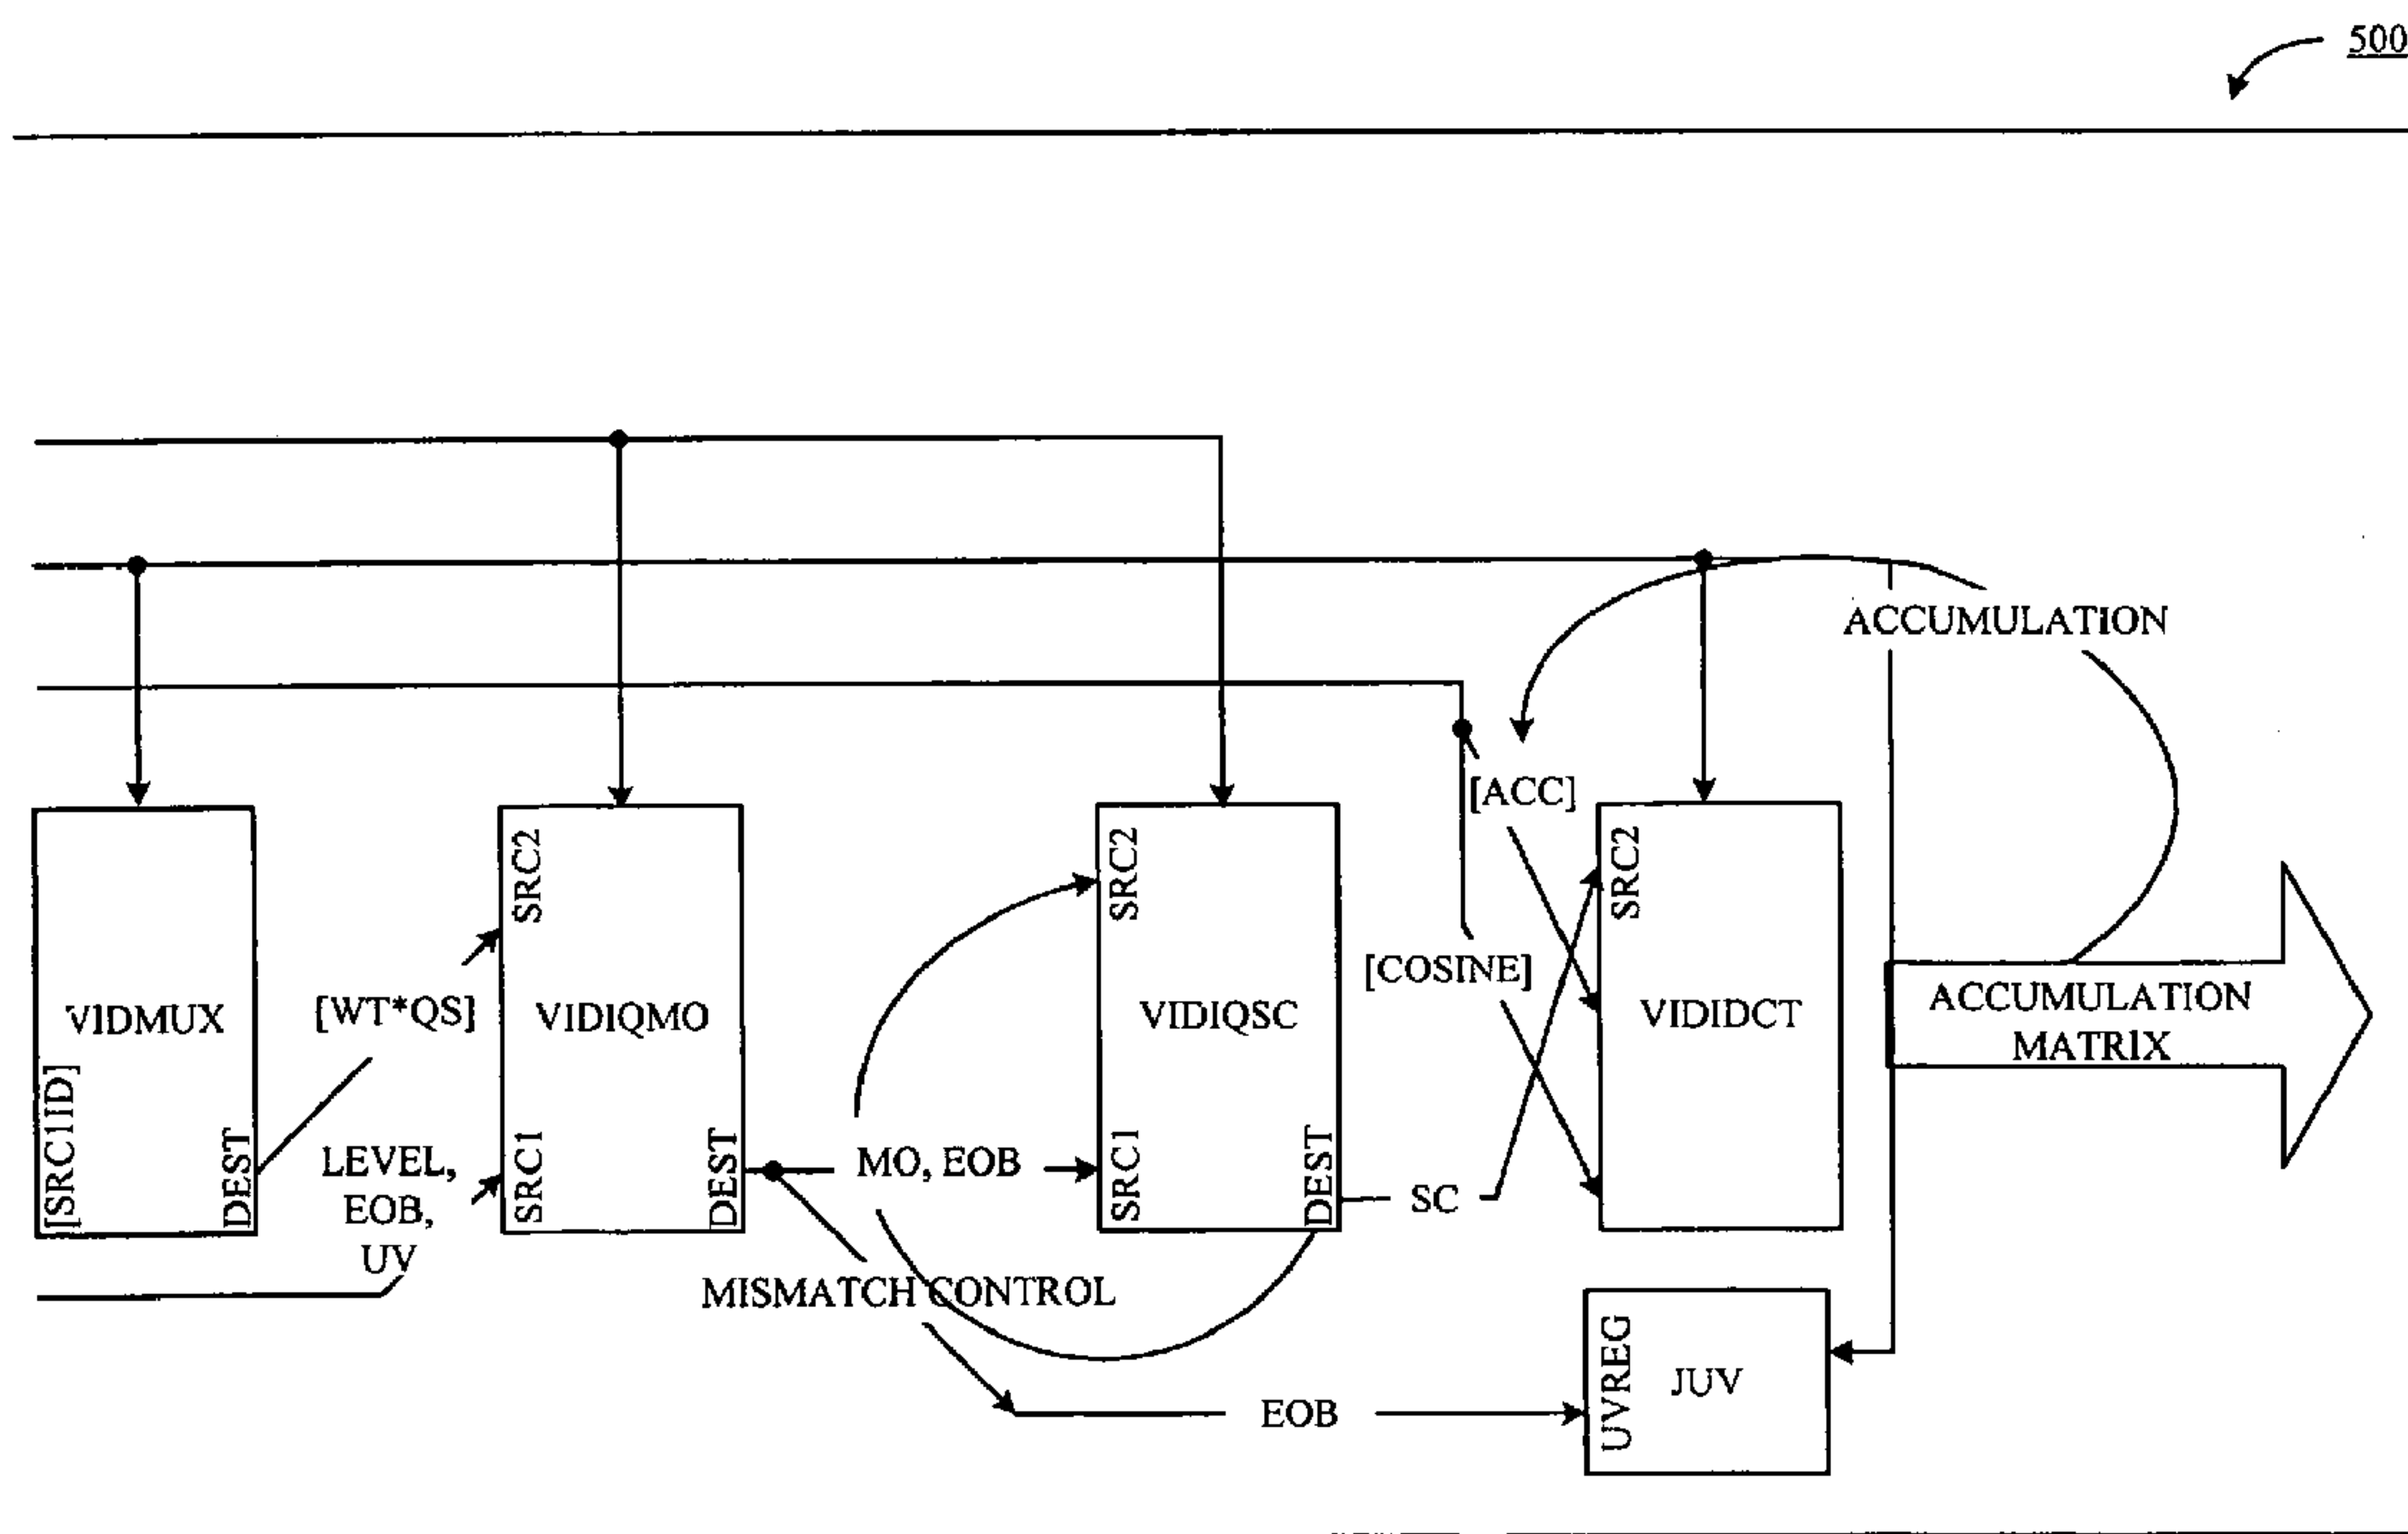 500
ACCUMULATION
[ACC]
SRC2
SRC2
SRC2
[COSINE]
VIDMUX
[WT*QS]
VIDIQMO
VIDIQSC
VIDIDCT
ACCUMULATION
MATRIX
[SRC1ID]
DEST
LEVEL,
EOB,
UV
SRC1
DEST
MO, EOB
SRC1
DEST
SC
MISMATCH CONTROL
UVREG
JUV
EOB